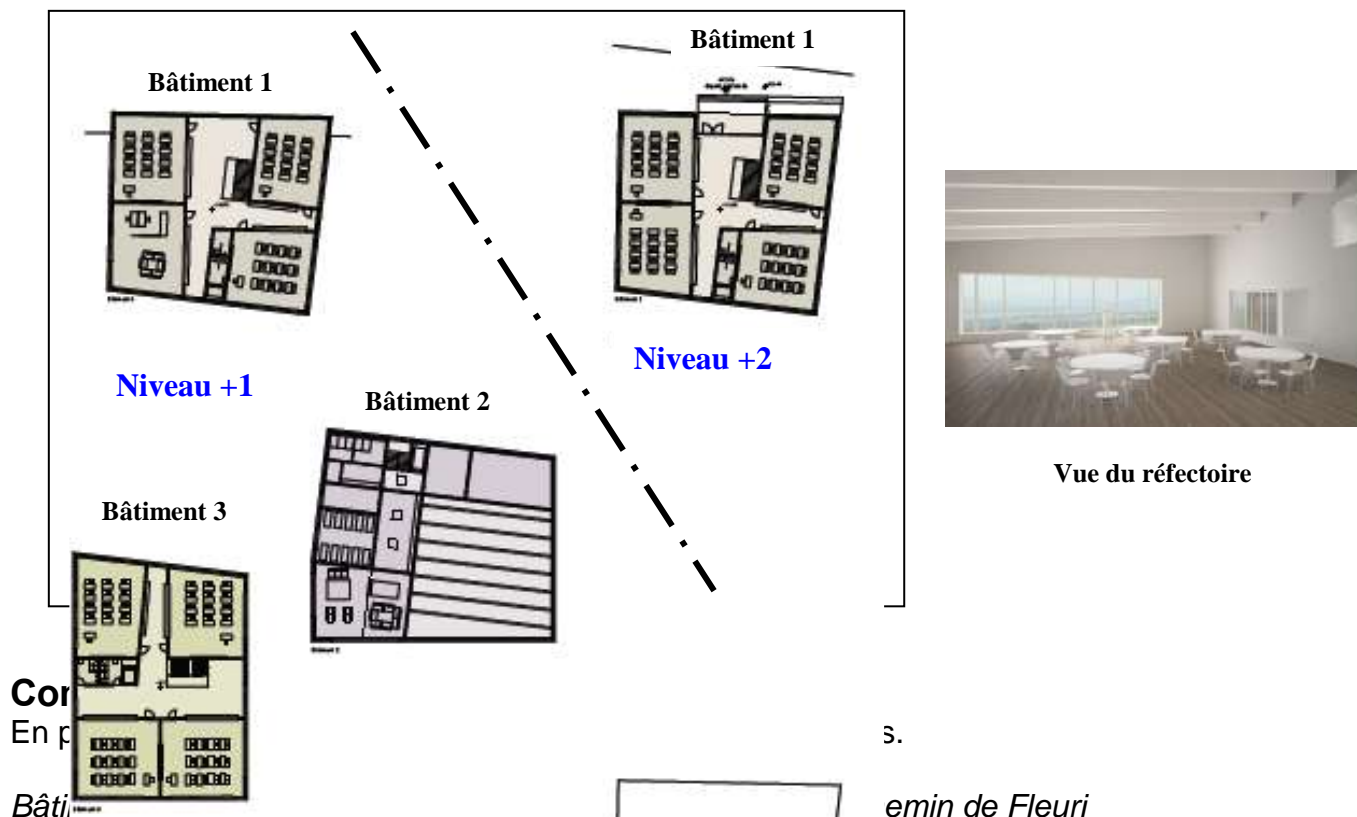 Bâtiment 1
Bâtiment 1
Niveau +1
Niveau +2
Bâtiment 2
Vue du réfectoire
Bâtiment 3
Cor
En p s.
Bâti emin de Fleuri